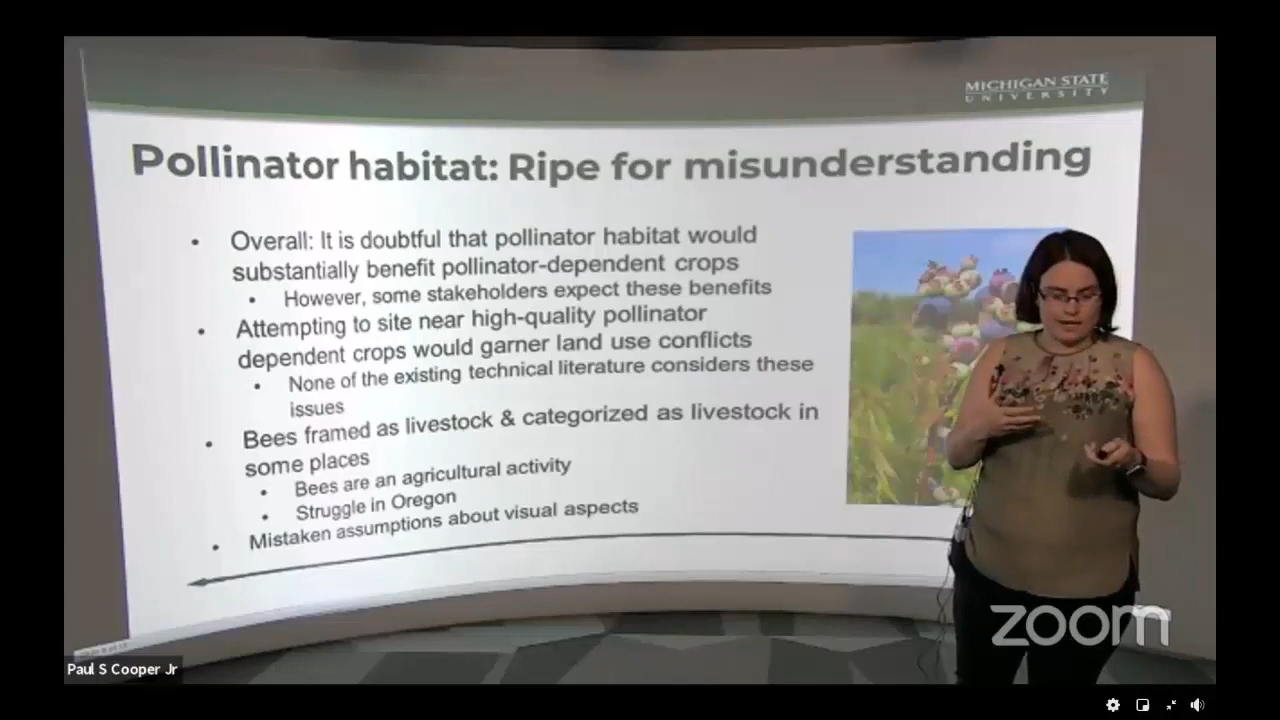 MICHIGAN STATE
UNIVERSITY
Pollinator habitat: Ripe for misunderstanding
• Overall: It is doubtful that pollinator habitat would
substantially benefit pollinator-dependent crops
• However, some stakeholders expect these benefits
• Attempting to site near high-quality pollinator
dependent crops would garner land use conflicts
• None of the existing technical literature considers these
issues
• Bees framed as livestock & categorized as livestock in
some places
• Bees are an agricultural activity
• Struggle in Oregon
• Mistaken assumptions about visual aspects
zoom
Paul S Cooper Jr